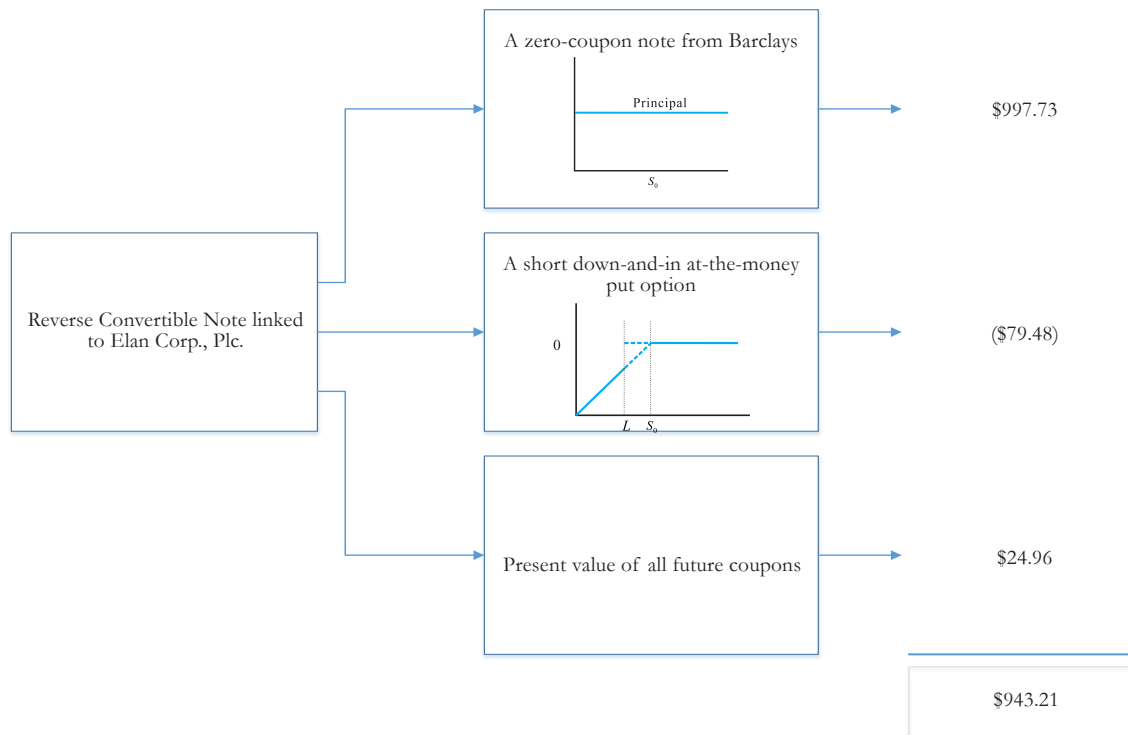 A zero-coupon note from Barclays
Principal
S₀
$997.73
Reverse Convertible Note linked
to Elan Corp., Plc.
A short down-and-in at-the-money
put option
0
L S₀
($79.48)
Present value of all future coupons
$24.96
$943.21